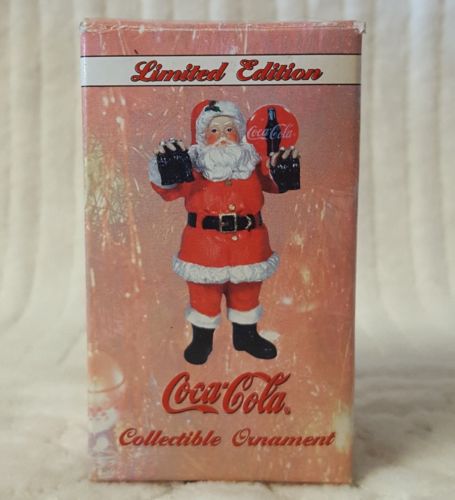 Limited Edition
Coca-Cola
Coca-Cola
Collectible Ornament